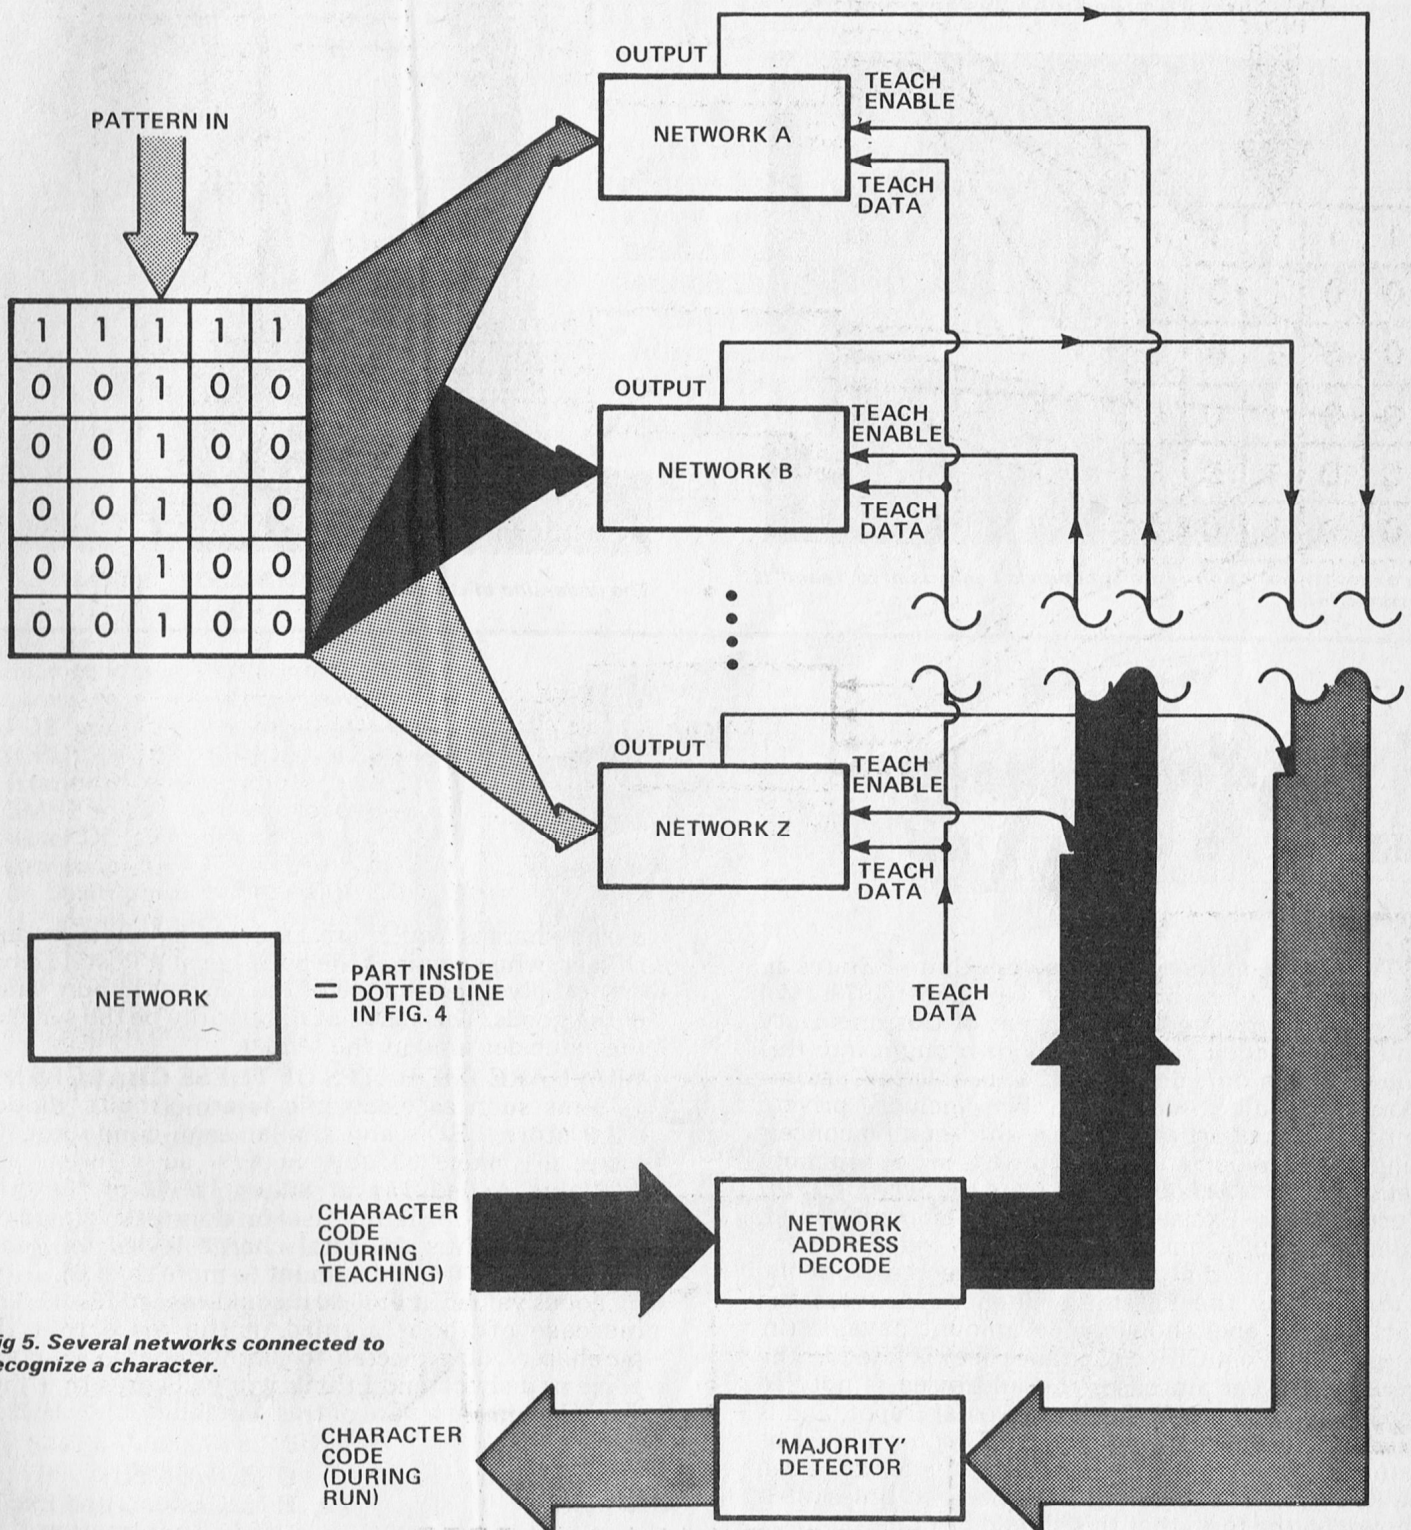 OUTPUT
TEACH
ENABLE
NETWORK A
TEACH
DATA
PATTERN IN
1 1 1 1 1
0 0 1 0 0
0 0 1 0 0
0 0 1 0 0
0 0 1 0 0
0 0 1 0 0
OUTPUT
TEACH
ENABLE
NETWORK B
TEACH
DATA
OUTPUT
TEACH
ENABLE
NETWORK Z
TEACH
DATA
TEACH
DATA
NETWORK
=
PART INSIDE
DOTTED LINE
IN FIG. 4
CHARACTER
CODE
(DURING
TEACHING)
NETWORK
ADDRESS
DECODE
ig 5. Several networks connected to
ecognize a character.
CHARACTER
CODE
(DURING
RUN)
'MAJORITY'
DETECTOR